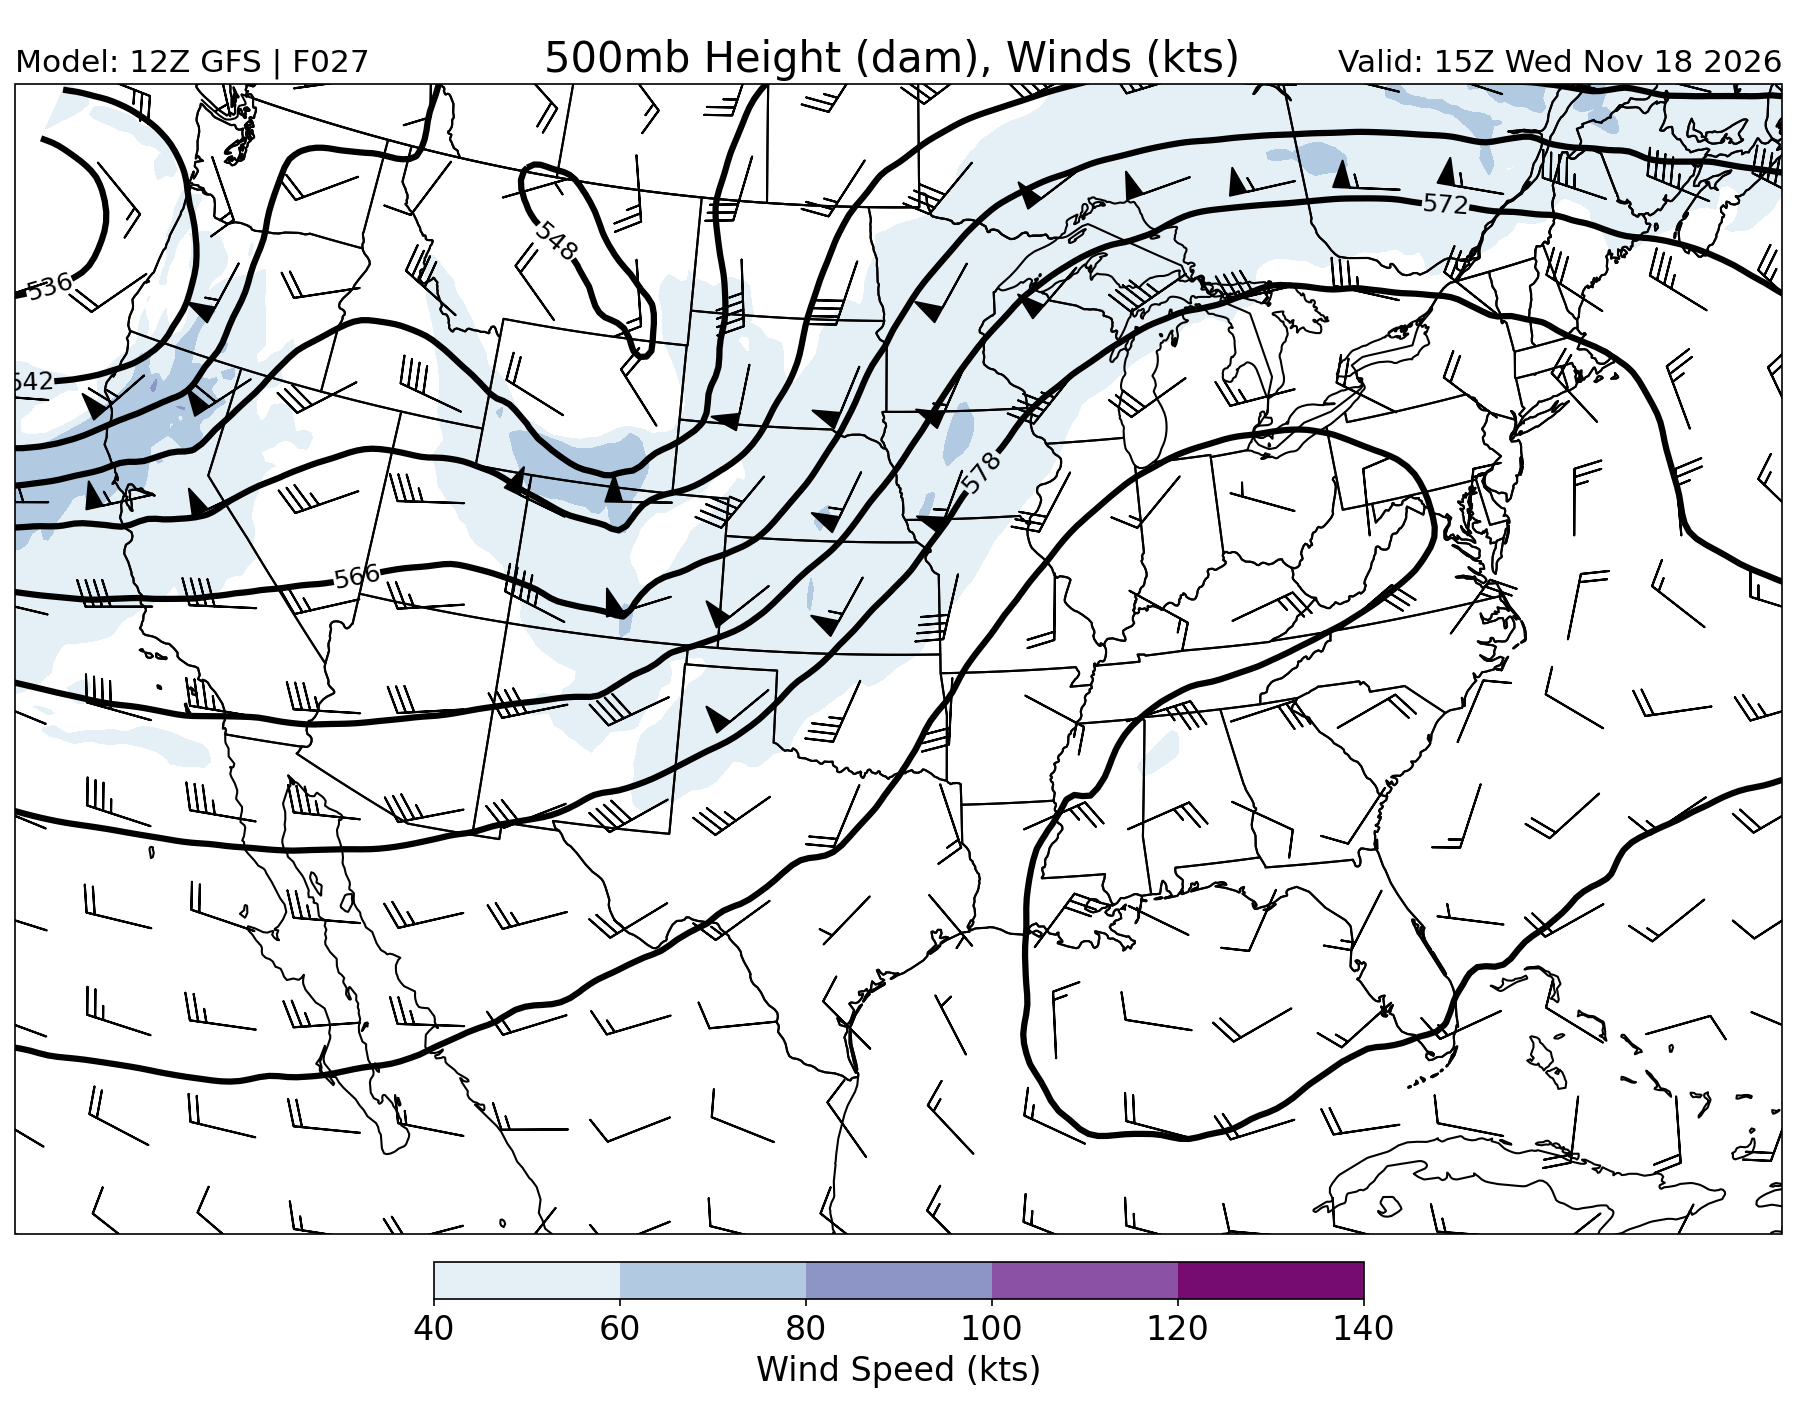 Model: 12Z GFS | F027
500mb Height (dam), Winds (kts)
Valid: 15Z Wed Nov 18 2026
572
548
536
542
578
566
40 60 80 100 120 140
Wind Speed (kts)